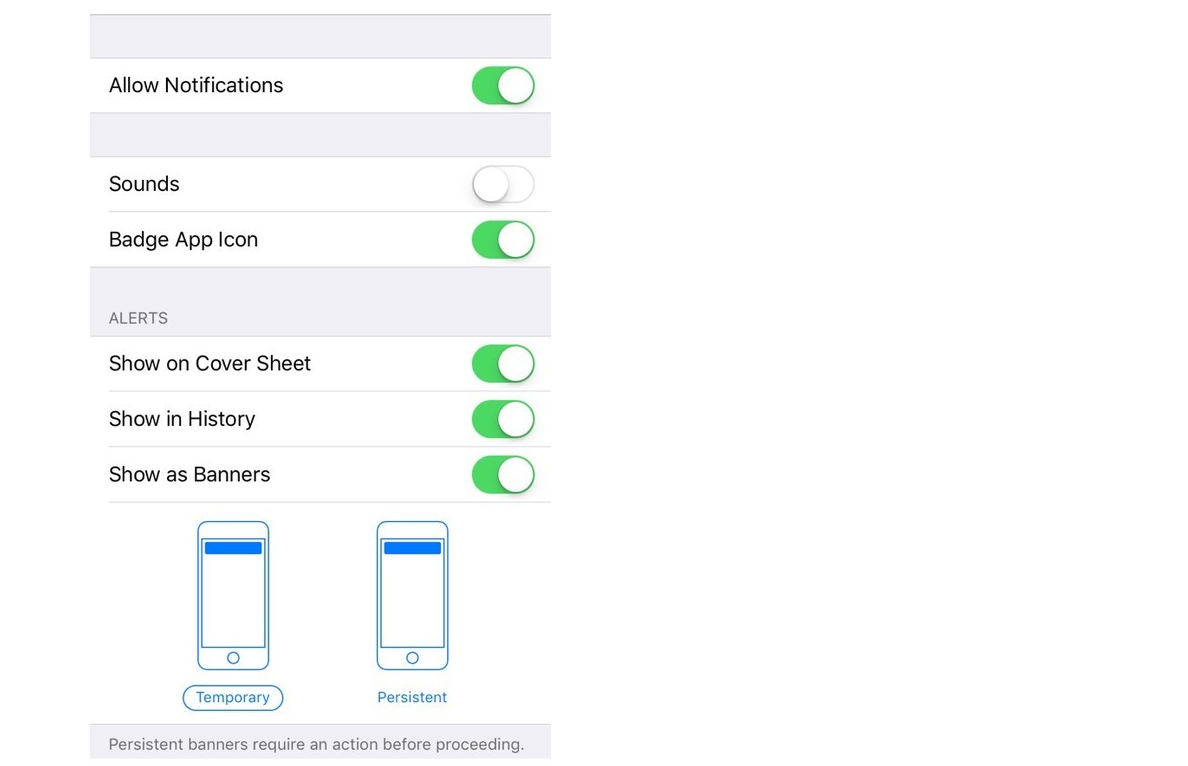 Allow Notifications
Sounds
Badge App Icon
ALERTS
Show on Cover Sheet
Show in History
Show as Banners
Temporary Persistent
Persistent banners require an action before proceeding.